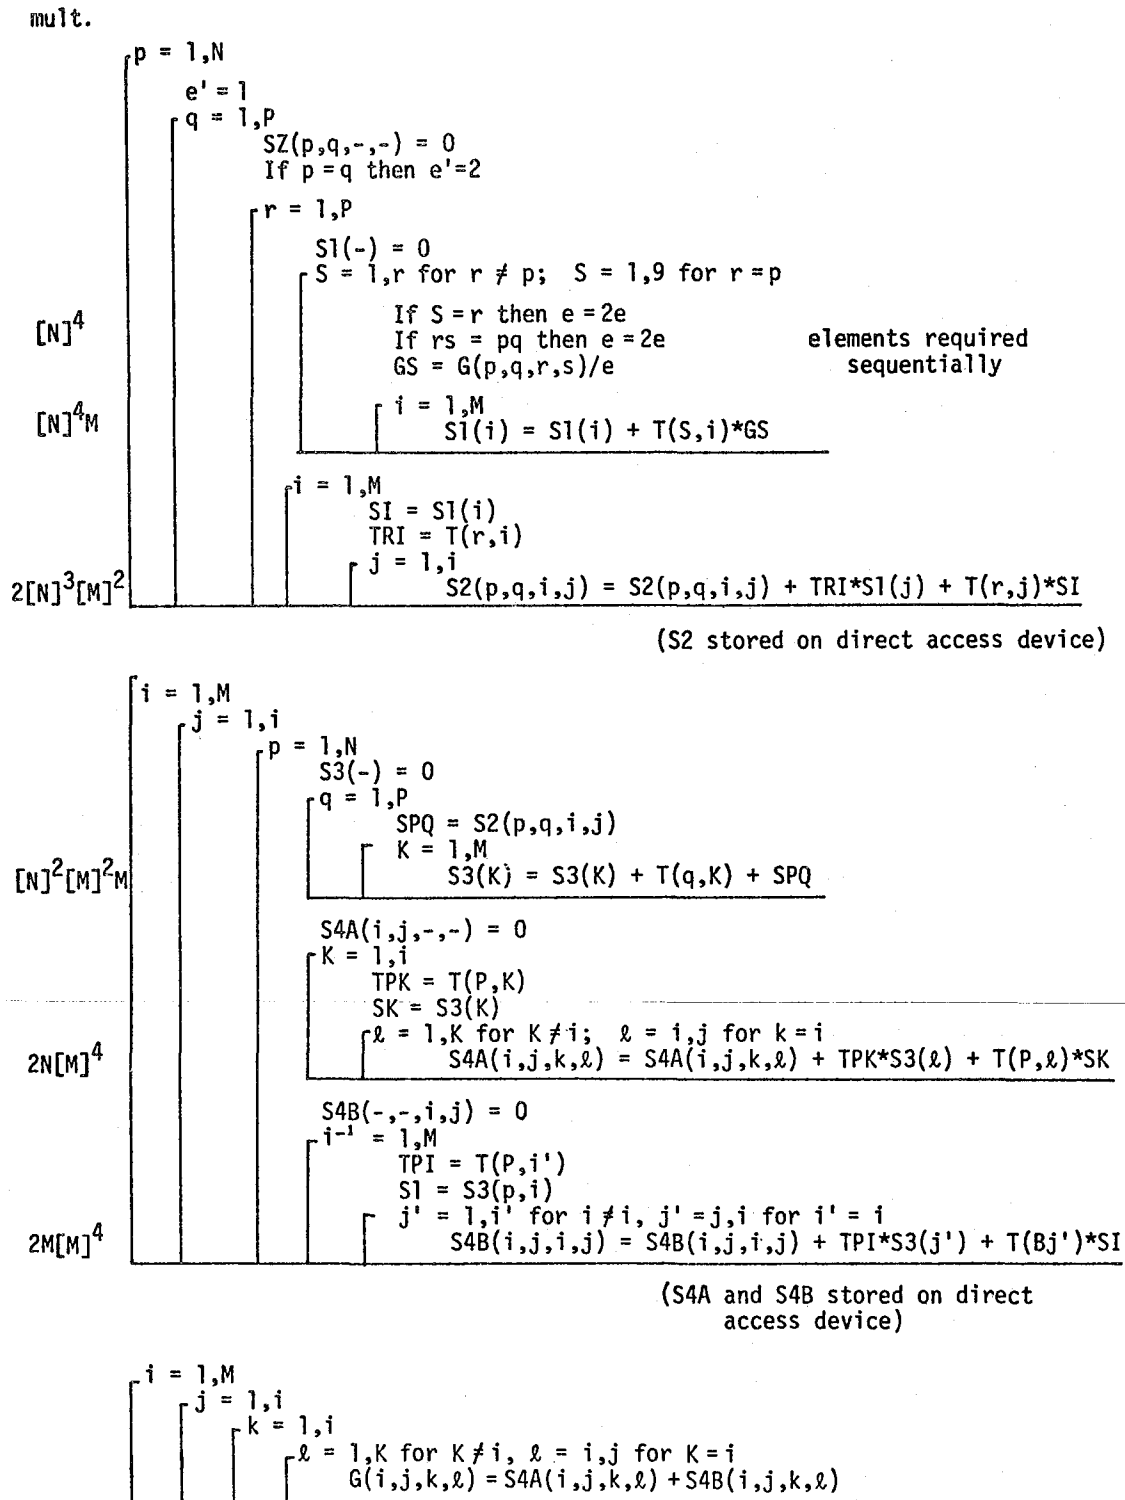 mult.
p = 1,N
e' = 1
q = 1,P
SZ(p,q,-,-) = 0
If p = q then e'=2
r = 1,P
S1(-) = 0
S = 1,r for r ≠ p; S = 1,9 for r = p
If S = r then e = 2e
[N]⁴ If rs = pq then e = 2e elements required
GS = G(p,q,r,s)/e sequentially
i = 1,M
[N]⁴M S1(i) = S1(i) + T(S,i)*GS
i = 1,M
SI = S1(i)
TRI = T(r,i)
j = 1,i
2[N]³[M]² S2(p,q,i,j) = S2(p,q,i,j) + TRI*S1(j) + T(r,j)*SI
(S2 stored on direct access device)
i = 1,M
j = 1,i
p = 1,N
S3(-) = 0
q = 1,P
SPQ = S2(p,q,i,j)
K = 1,M
[N]²[M]²M S3(K) = S3(K) + T(q,K) + SPQ
S4A(i,j,-,-) = 0
K = 1,i
TPK = T(P,K)
SK = S3(K)
ℓ = 1,K for K ≠ i; ℓ = i,j for k = i
2N[M]⁴ S4A(i,j,k,ℓ) = S4A(i,j,k,ℓ) + TPK*S3(ℓ) + T(P,ℓ)*SK
S4B(-,-,i,j) = 0
i⁻¹ = 1,M
TPI = T(P,i')
S1 = S3(p,i)
j' = 1,i' for i ≠ i, j' = j,i for i' = i
2M[M]⁴ S4B(i,j,i,j) = S4B(i,j,i,j) + TPI*S3(j') + T(Bj')*SI
(S4A and S4B stored on direct
access device)
i = 1,M
j = 1,i
k = 1,i
ℓ = 1,K for K ≠ i, ℓ = i,j for K = i
G(i,j,k,ℓ) = S4A(i,j,k,ℓ) + S4B(i,j,k,ℓ)